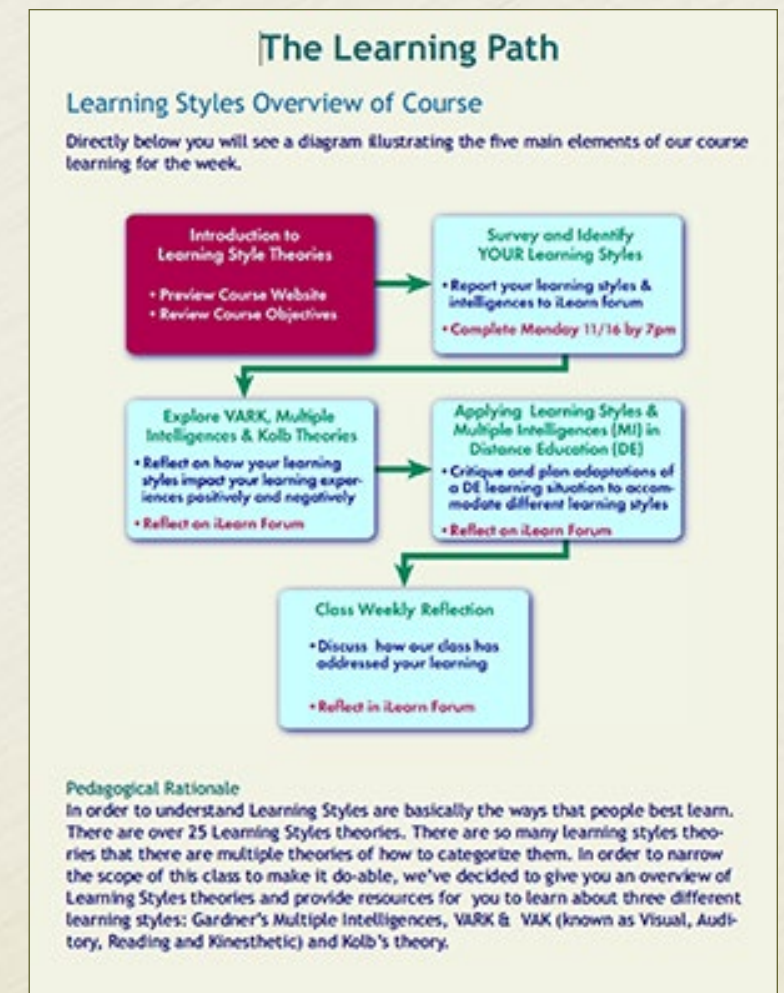 The Learning Path
Learning Styles Overview of Course
Directly below you will see a diagram illustrating the five main elements of our course
learning for the week.
Introduction to
Learning Style Theories
• Preview Course Website
• Review Course Objectives
Survey and Identify
YOUR Learning Styles
• Report your learning styles &
intelligences to iLearn forum
• Complete Monday 11/16 by 7pm
Explore VARK, Multiple
Intelligences & Kolb Theories
• Reflect on how your learning
styles impact your learning exper-
iences positively and negatively
• Reflect on iLearn Forum
Applying Learning Styles &
Multiple Intelligences (MI) in
Distance Education (DE)
• Critique and plan adaptations of
a DE learning situation to accom-
modate different learning styles
• Reflect on iLearn Forum
Class Weekly Reflection
• Discuss how our class has
addressed your learning
• Reflect in iLearn Forum
Pedagogical Rationale
In order to understand Learning Styles are basically the ways that people best learn.
There are over 25 Learning Styles theories. There are so many learning styles theo-
ries that there are multiple theories of how to categorize them. In order to narrow
the scope of this class to make it do-able, we've decided to give you an overview of
Learning Styles theories and provide resources for you to learn about three different
learning styles: Gardner's Multiple Intelligences, VARK & VAK (known as Visual, Audi-
tory, Reading and Kinesthetic) and Kolb's theory.